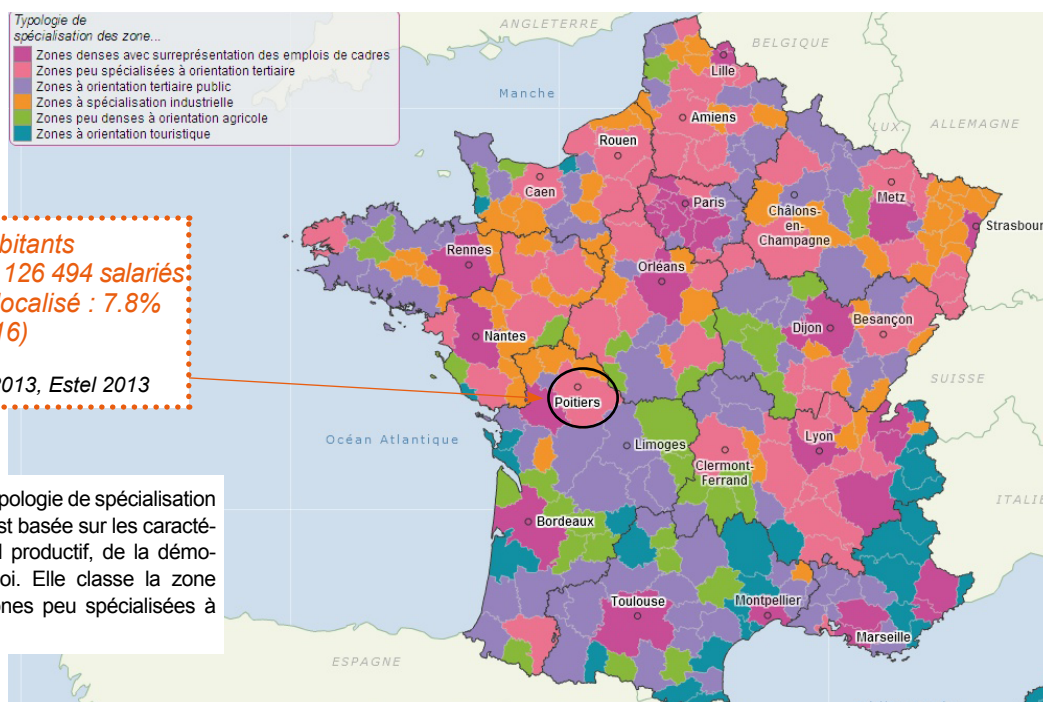 Typologie de
spécialisation des zone...
Zones denses avec surreprésentation des emplois de cadres
Zones peu spécialisées à orientation tertiaire
Zones à orientation tertiaire public
Zones à spécialisation industrielle
Zones peu denses à orientation agricole
Zones à orientation touristique
ANGLETERRE
BELGIQUE
LUX.
ALLEMAGNE
SUISSE
ITALIE
ESPAGNE
Manche
Océan Atlantique
Lille
Amiens
Rouen
Caen
Paris
Châlons-
en-
Champagne
Metz
Strasbour
Rennes
Orléans
Nantes
Dijon
Besançon
Poitiers
Limoges
Clermont-
Ferrand
Lyon
Bordeaux
Toulouse
Montpellier
Marseille
bitants
126 494 salariés
localisé : 7.8%
16)
2013, Estel 2013
pologie de spécialisation
st basée sur les caracté-
l productif, de la démo-
oi. Elle classe la zone
nes peu spécialisées à